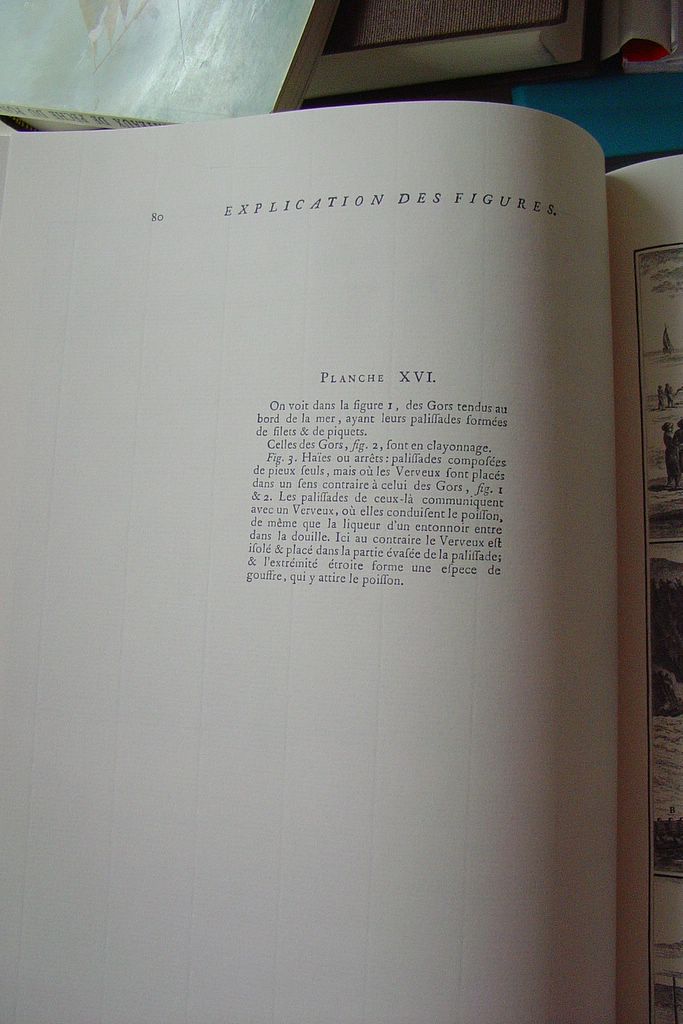 80
EXPLICATION DES FIGURES.
PLANCHE XVI.
On voit dans la figure 1, des Gors tendus au
bord de la mer, ayant leurs paliſſades formées
de filets & de piquets.
Celles des Gors, fig. 2, ſont en clayonnage.
Fig. 3. Haïes ou arrêts: paliſſades compoſées
de pieux ſeuls, mais où les Verveux ſont placés
dans un ſens contraire à celui des Gors, fig. 1
& 2. Les paliſſades de ceux-là communiquent
avec un Verveux, où elles conduiſent le poiſſon,
de même que la liqueur d'un entonnoir entre
dans la douille. Ici au contraire le Verveux eſt
iſolé & placé dans la partie évaſée de la paliſſade;
& l'extrémité étroite forme une eſpece de
gouffre, qui y attire le poiſſon.
B